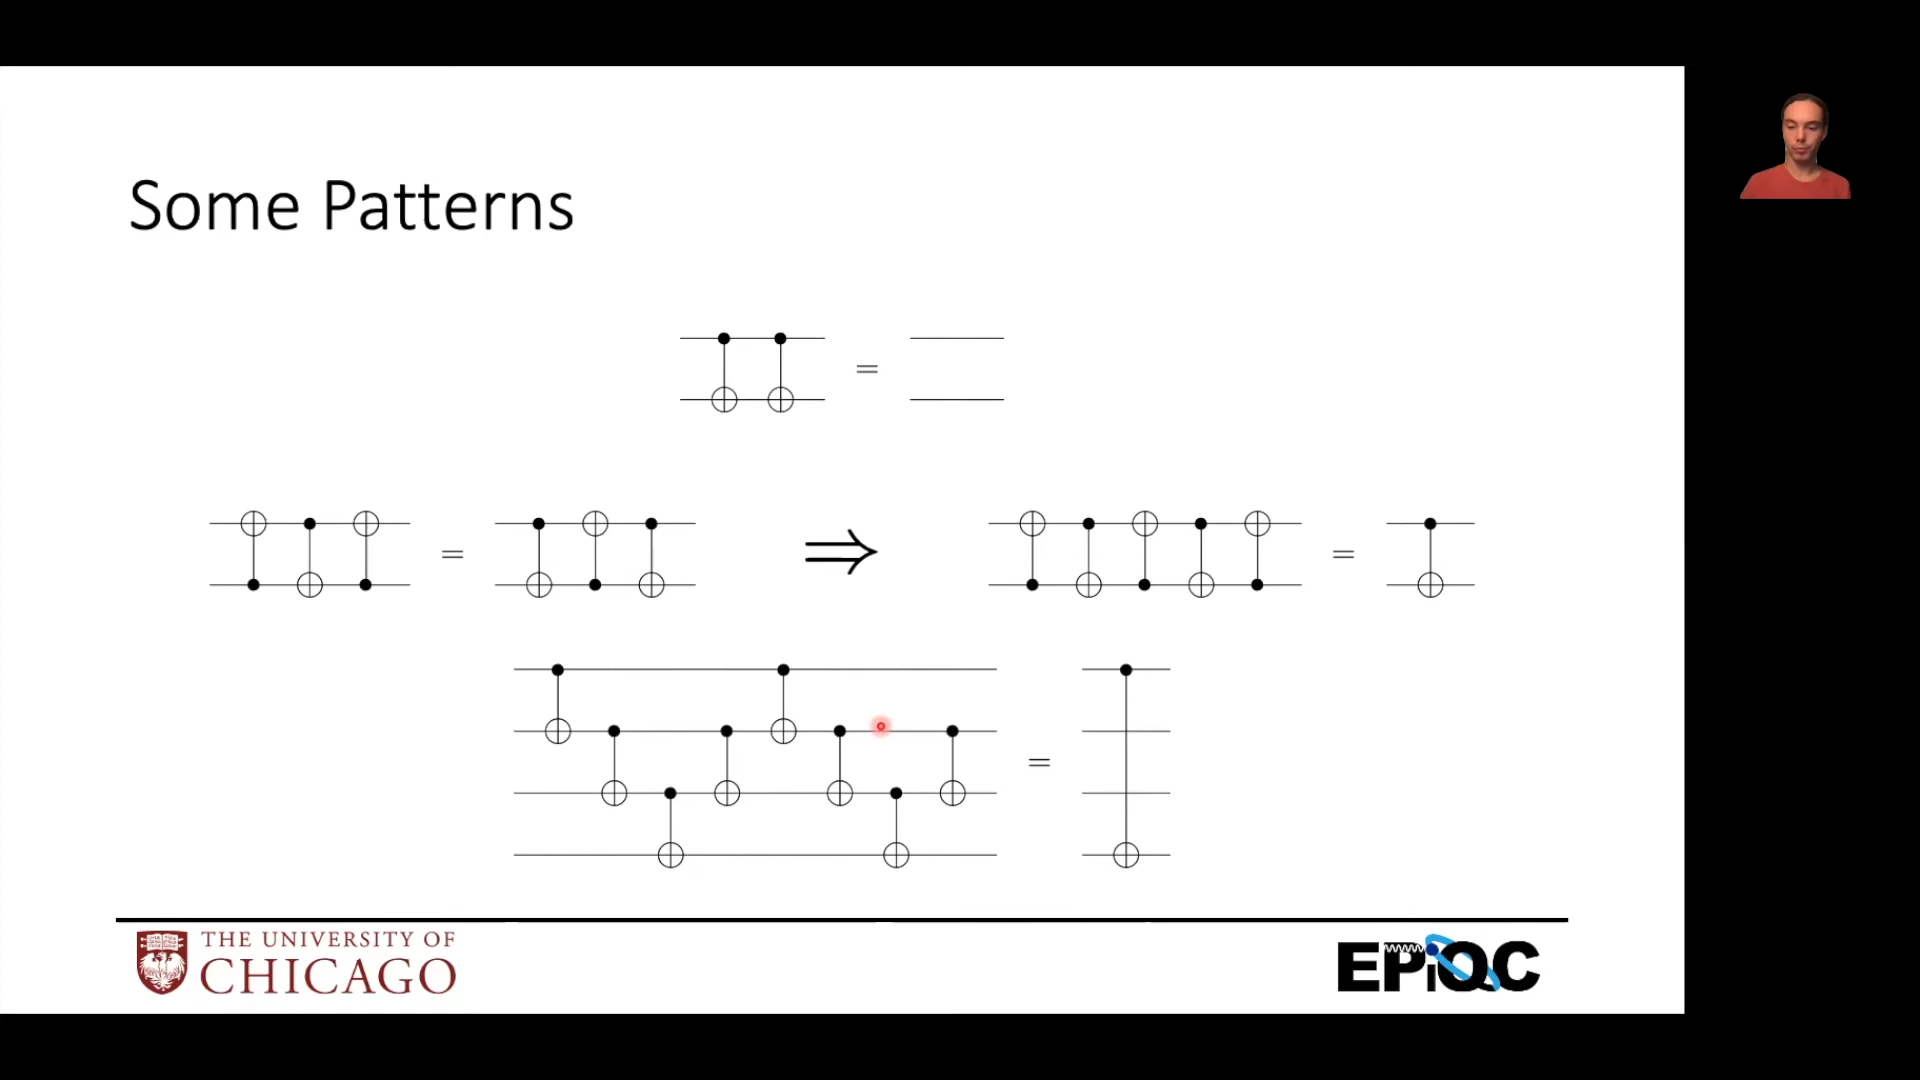 Some Patterns
=
=
=
=
THE UNIVERSITY OF
CHICAGO
EPiQC